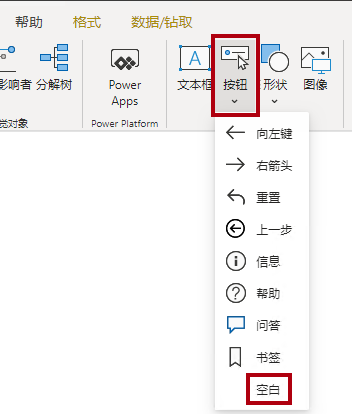 帮助 格式 数据/钻取
影响者 分解树 Power Apps 文本框 按钮 形状 图像
觉对象 Power Platform
向左键
右箭头
重置
上一步
信息
帮助
问答
书签
空白